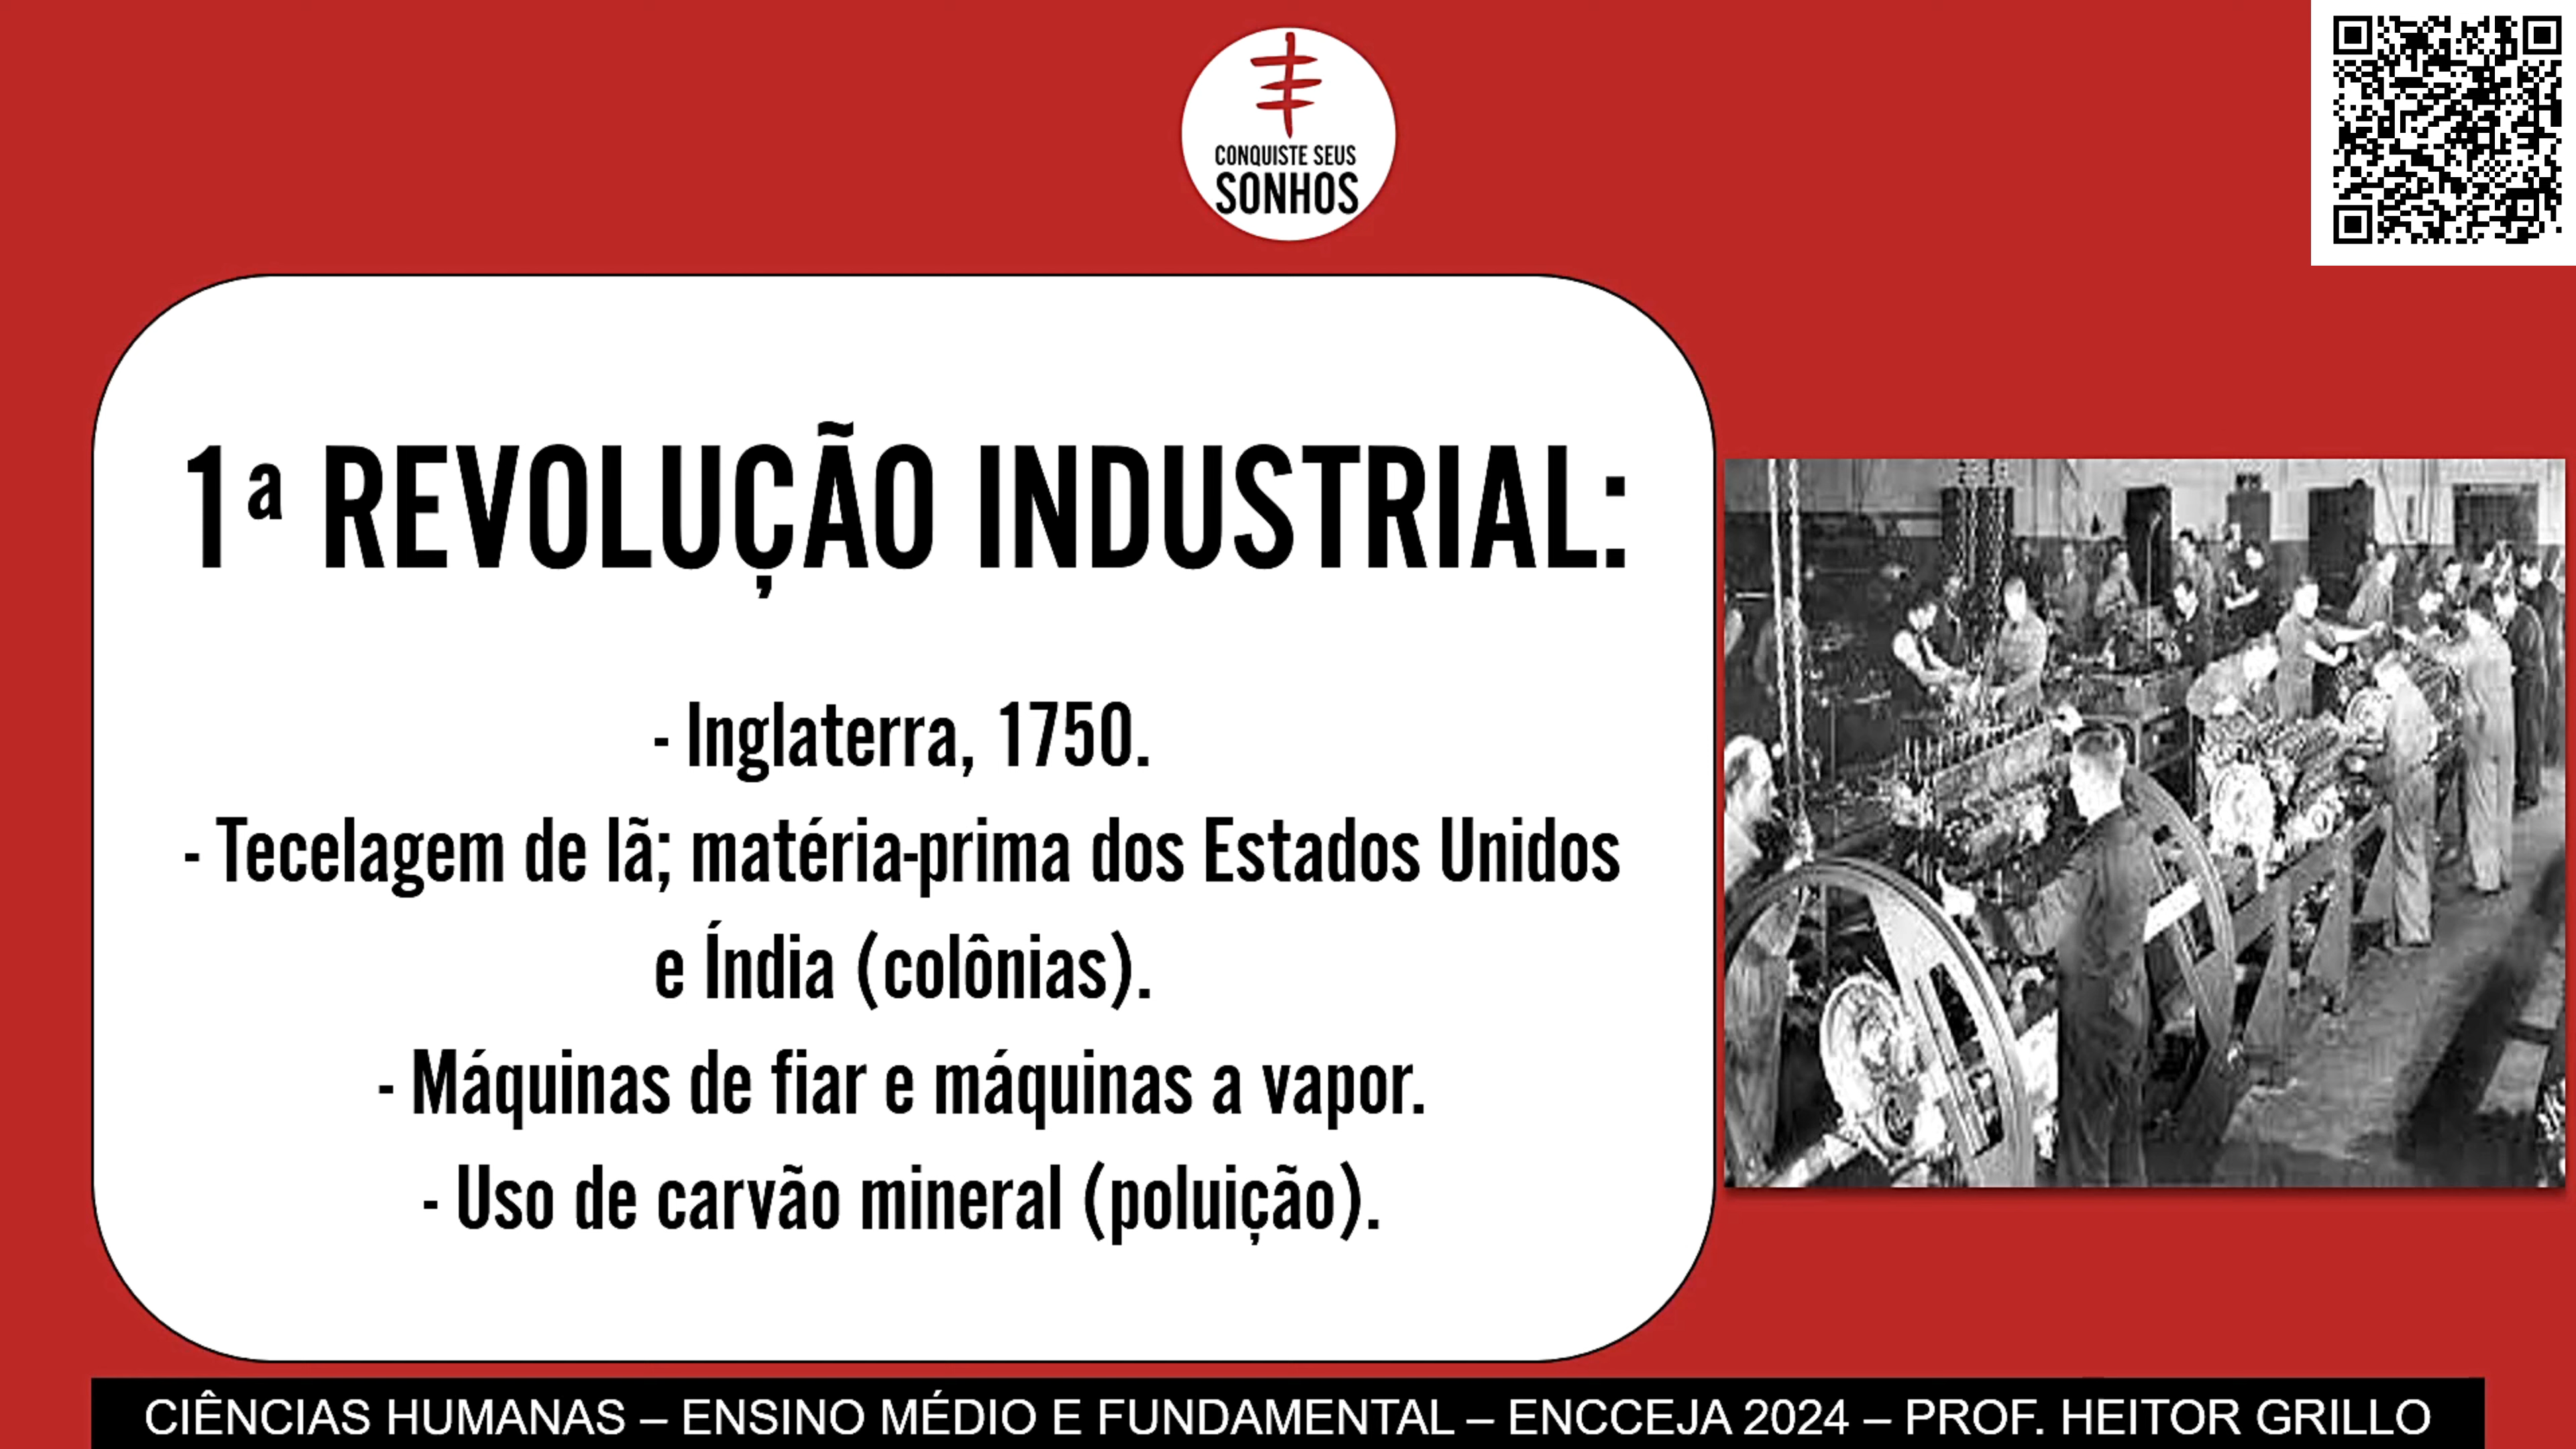 CONQUISTE SEUS
SONHOS
1ª REVOLUÇÃO INDUSTRIAL:
- Inglaterra, 1750.
- Tecelagem de lã; matéria-prima dos Estados Unidos
e Índia (colônias).
- Máquinas de fiar e máquinas a vapor.
- Uso de carvão mineral (poluição).
CIÊNCIAS HUMANAS – ENSINO MÉDIO E FUNDAMENTAL – ENCCEJA 2024 – PROF. HEITOR GRILLO